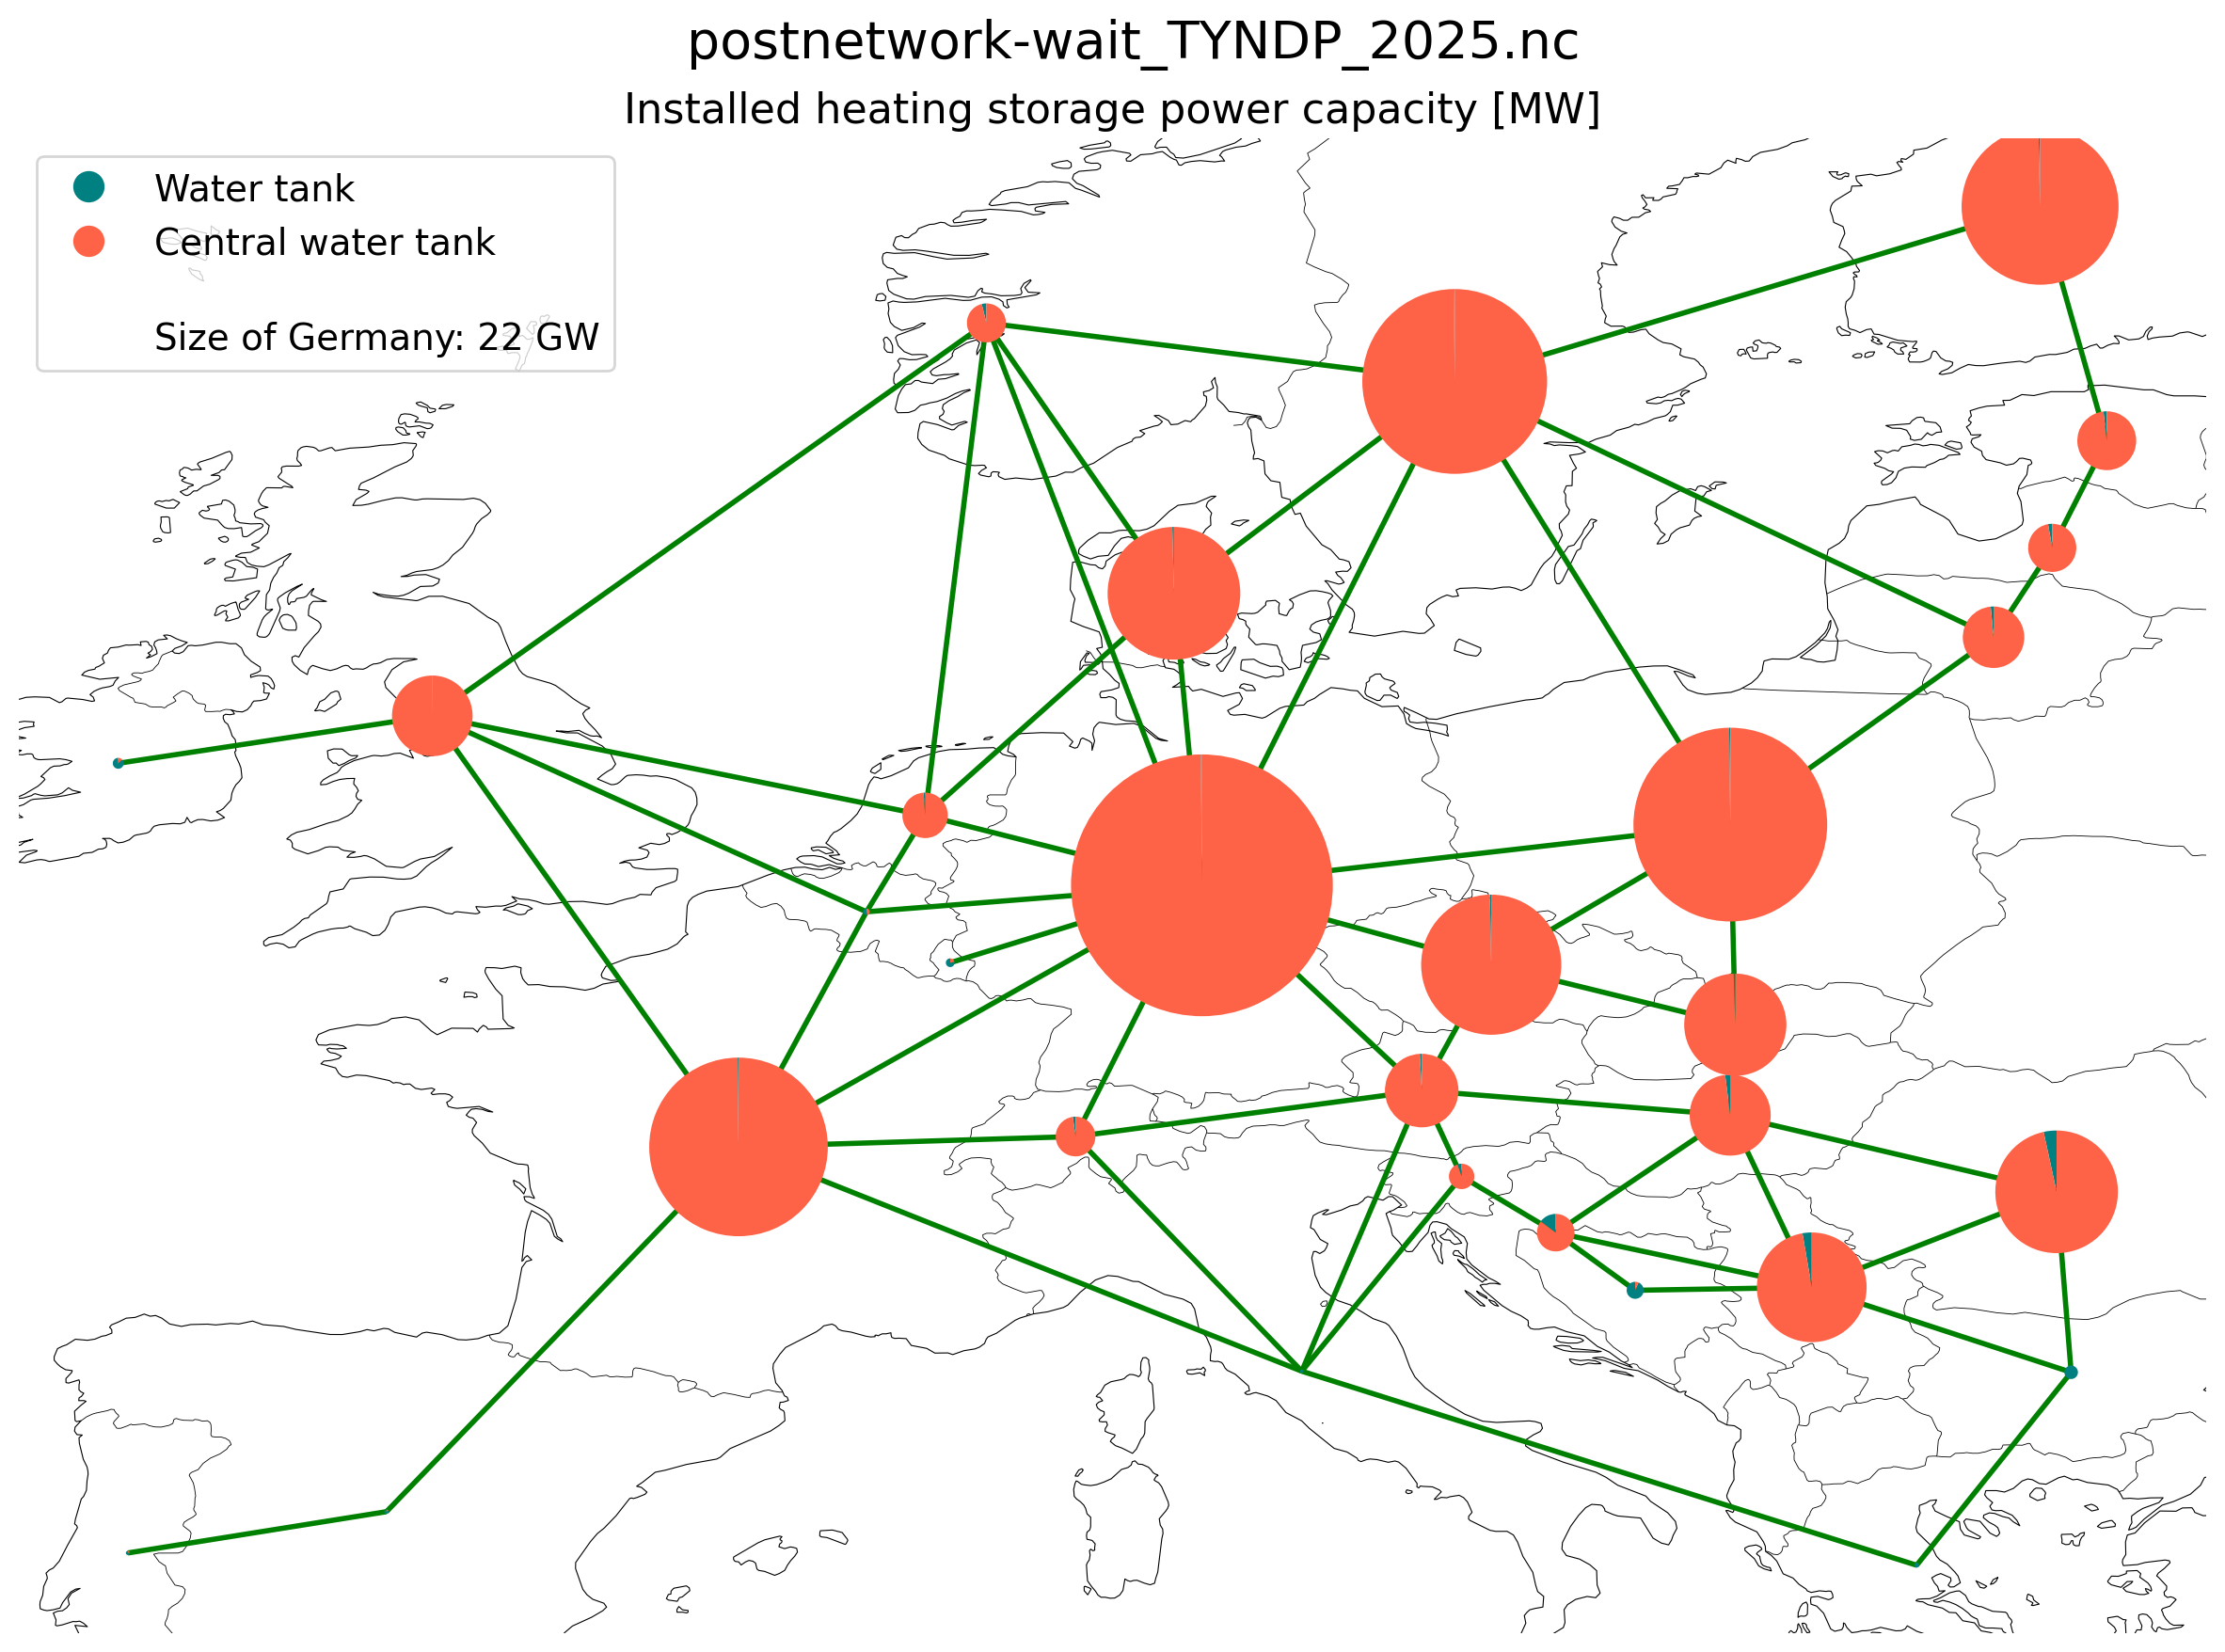 postnetwork-wait_TYNDP_2025.nc
Installed heating storage power capacity [MW]
Water tank
Central water tank
Size of Germany: 22 GW